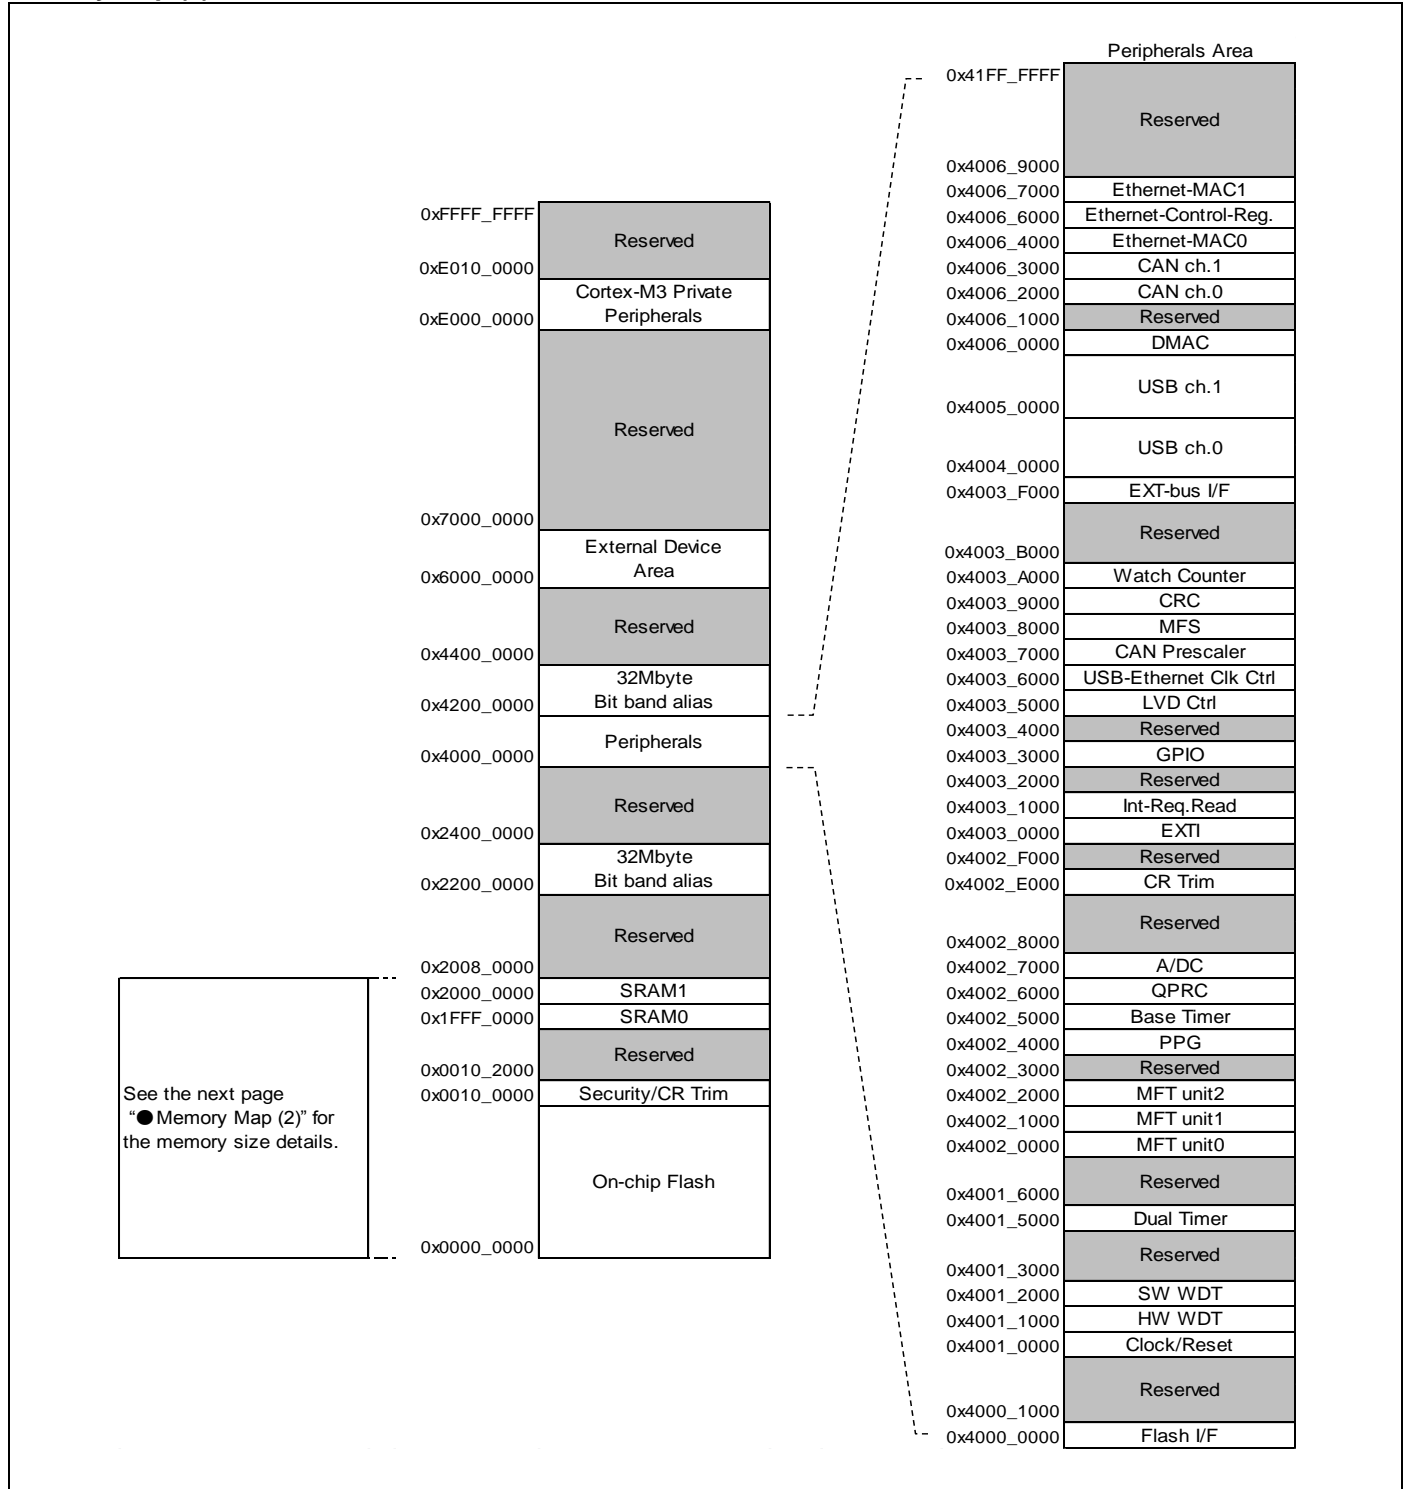 0xFFFF_FFFF
Reserved
0xE010_0000
Cortex-M3 Private
Peripherals
0xE000_0000
Reserved
0x7000_0000
External Device
Area
0x6000_0000
Reserved
0x4400_0000
32Mbyte
Bit band alias
0x4200_0000
Peripherals
0x4000_0000
Reserved
0x2400_0000
32Mbyte
Bit band alias
0x2200_0000
Reserved
0x2008_0000
0x2000_0000 SRAM1
0x1FFF_0000 SRAM0
Reserved
0x0010_2000
0x0010_0000 Security/CR Trim
On-chip Flash
0x0000_0000
See the next page
“●Memory Map (2)” for
the memory size details.
Peripherals Area
0x41FF_FFFF
Reserved
0x4006_9000
0x4006_7000 Ethernet-MAC1
0x4006_6000 Ethernet-Control-Reg.
0x4006_4000 Ethernet-MAC0
0x4006_3000 CAN ch.1
0x4006_2000 CAN ch.0
0x4006_1000 Reserved
0x4006_0000 DMAC
USB ch.1
0x4005_0000
USB ch.0
0x4004_0000
0x4003_F000 EXT-bus I/F
Reserved
0x4003_B000
0x4003_A000 Watch Counter
0x4003_9000 CRC
0x4003_8000 MFS
0x4003_7000 CAN Prescaler
0x4003_6000 USB-Ethernet Clk Ctrl
0x4003_5000 LVD Ctrl
0x4003_4000 Reserved
0x4003_3000 GPIO
0x4003_2000 Reserved
0x4003_1000 Int-Req.Read
0x4003_0000 EXTI
0x4002_F000 Reserved
0x4002_E000 CR Trim
Reserved
0x4002_8000
0x4002_7000 A/DC
0x4002_6000 QPRC
0x4002_5000 Base Timer
0x4002_4000 PPG
0x4002_3000 Reserved
0x4002_2000 MFT unit2
0x4002_1000 MFT unit1
0x4002_0000 MFT unit0
Reserved
0x4001_6000
0x4001_5000 Dual Timer
Reserved
0x4001_3000
0x4001_2000 SW WDT
0x4001_1000 HW WDT
0x4001_0000 Clock/Reset
Reserved
0x4000_1000
0x4000_0000 Flash I/F